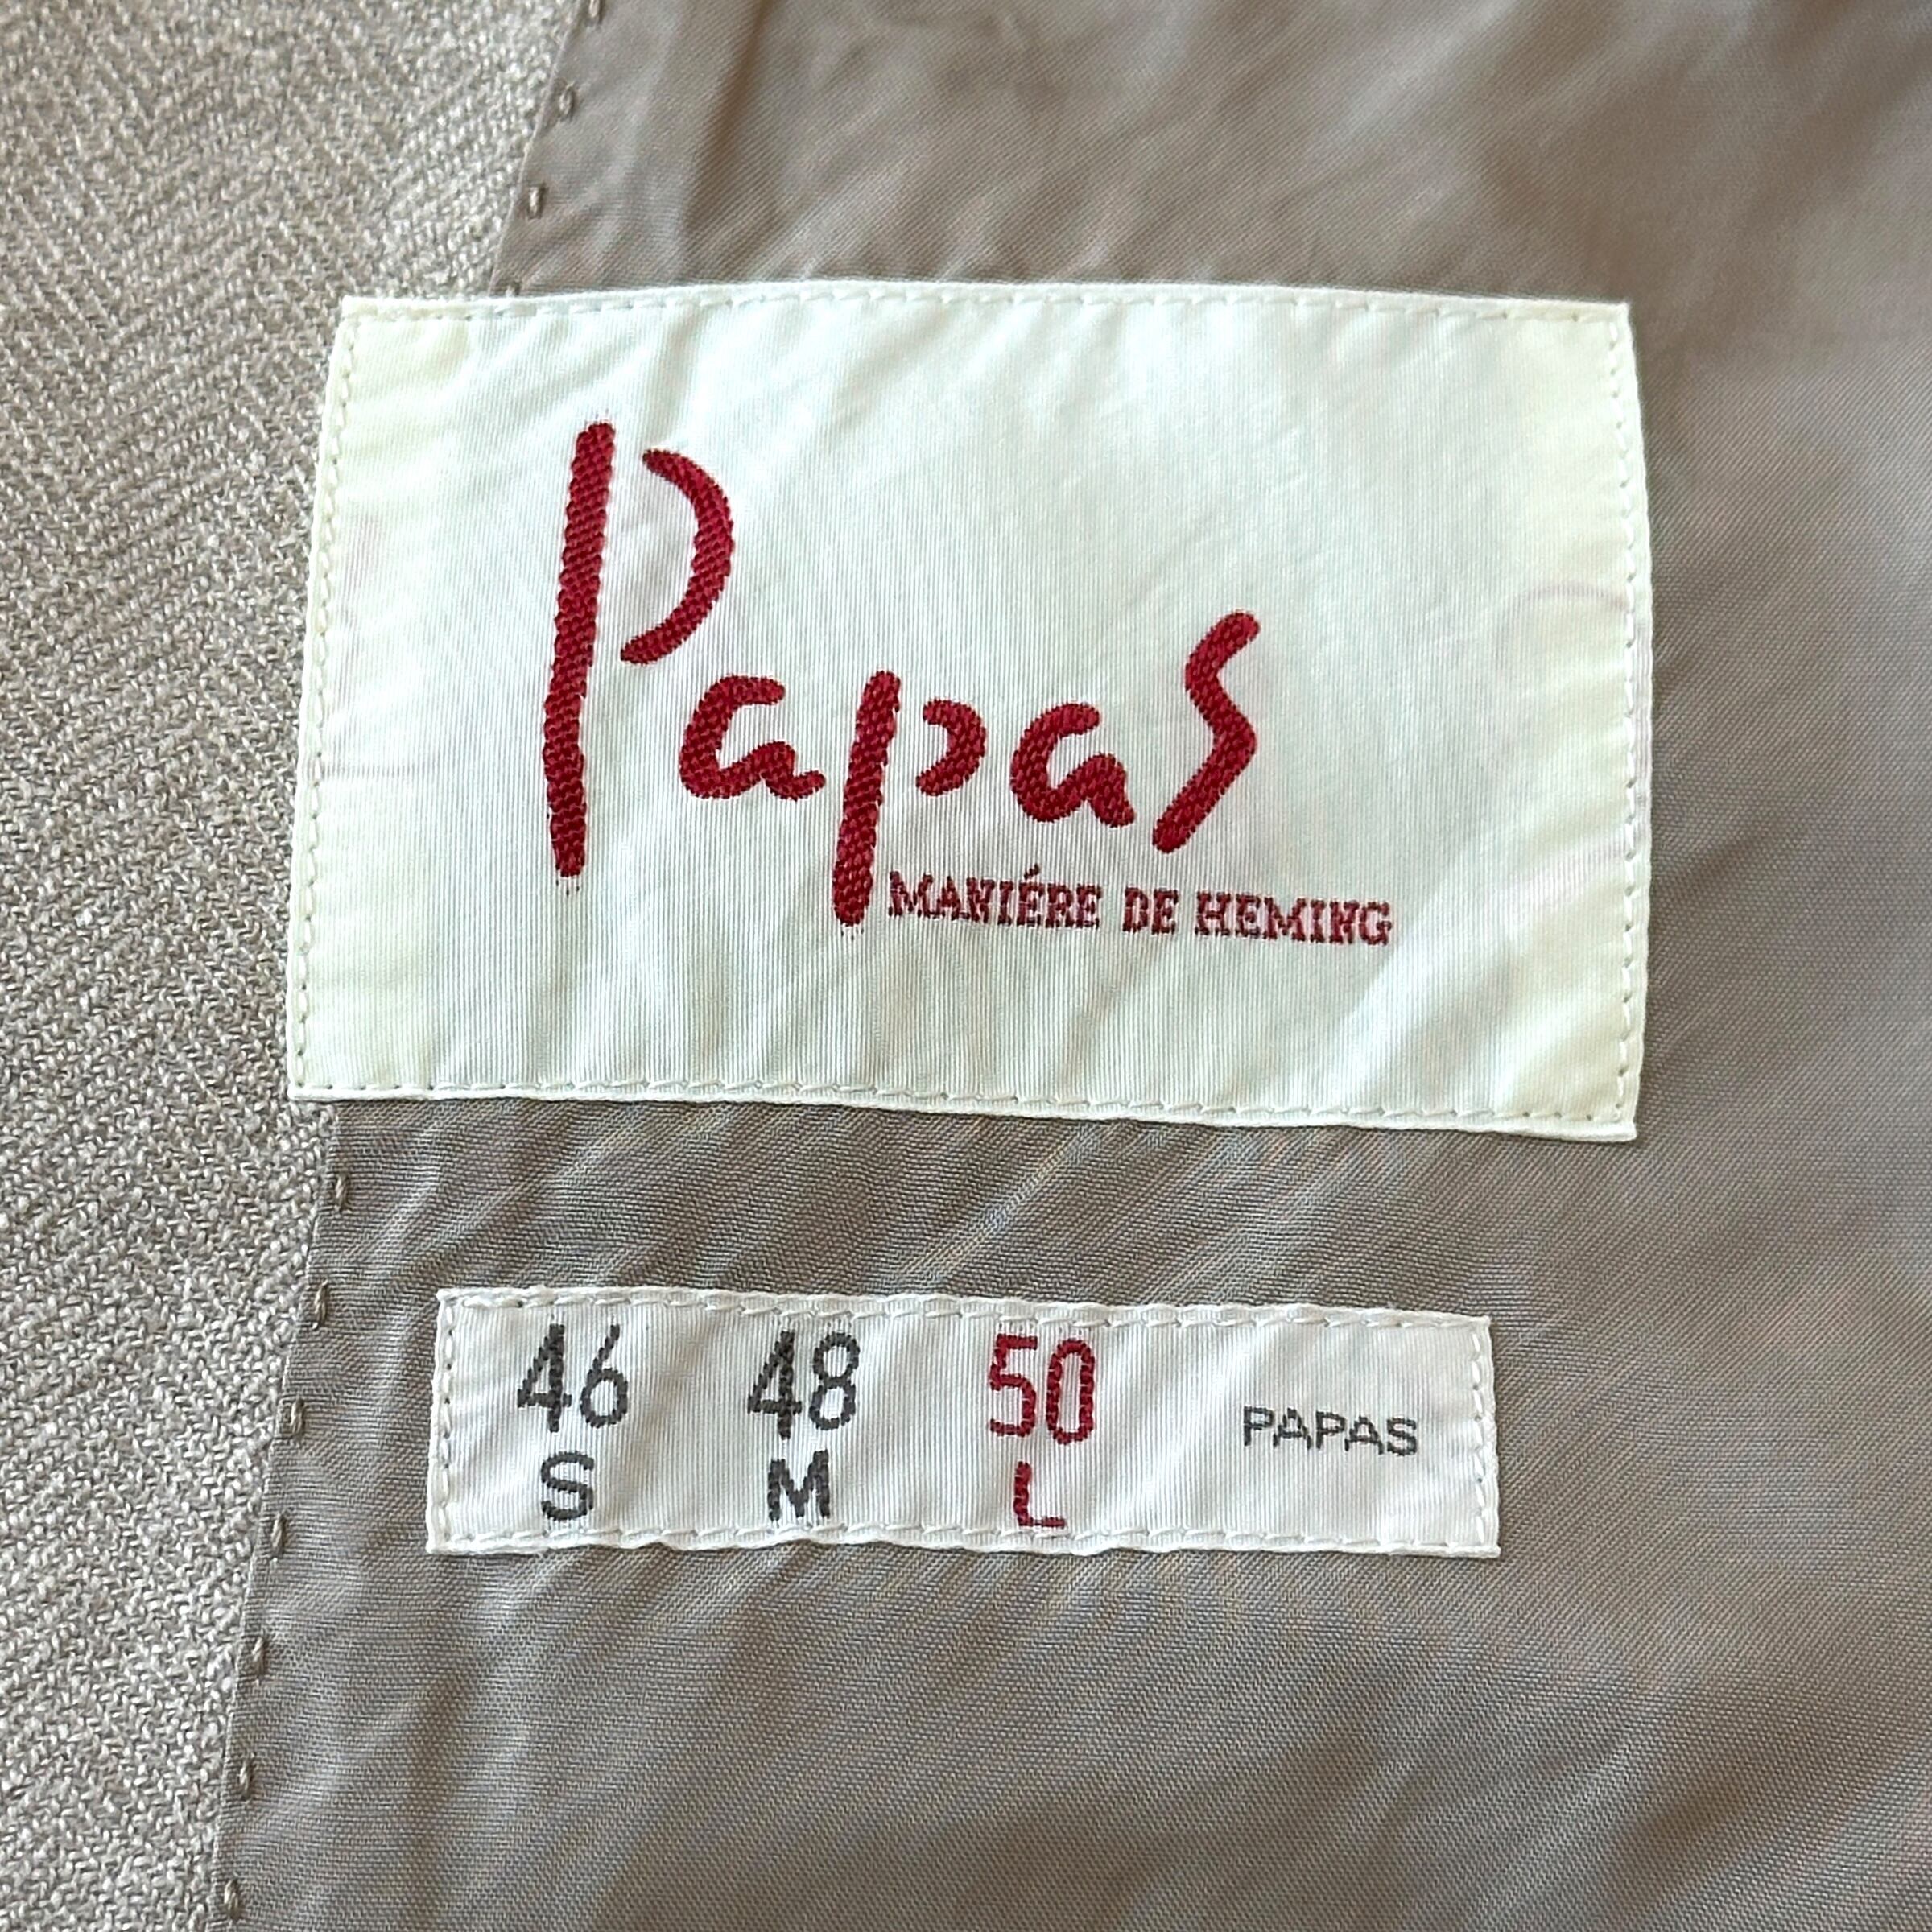 Papas
MANIÉRE DE HEMING
46 48 50 PAPAS
S M L